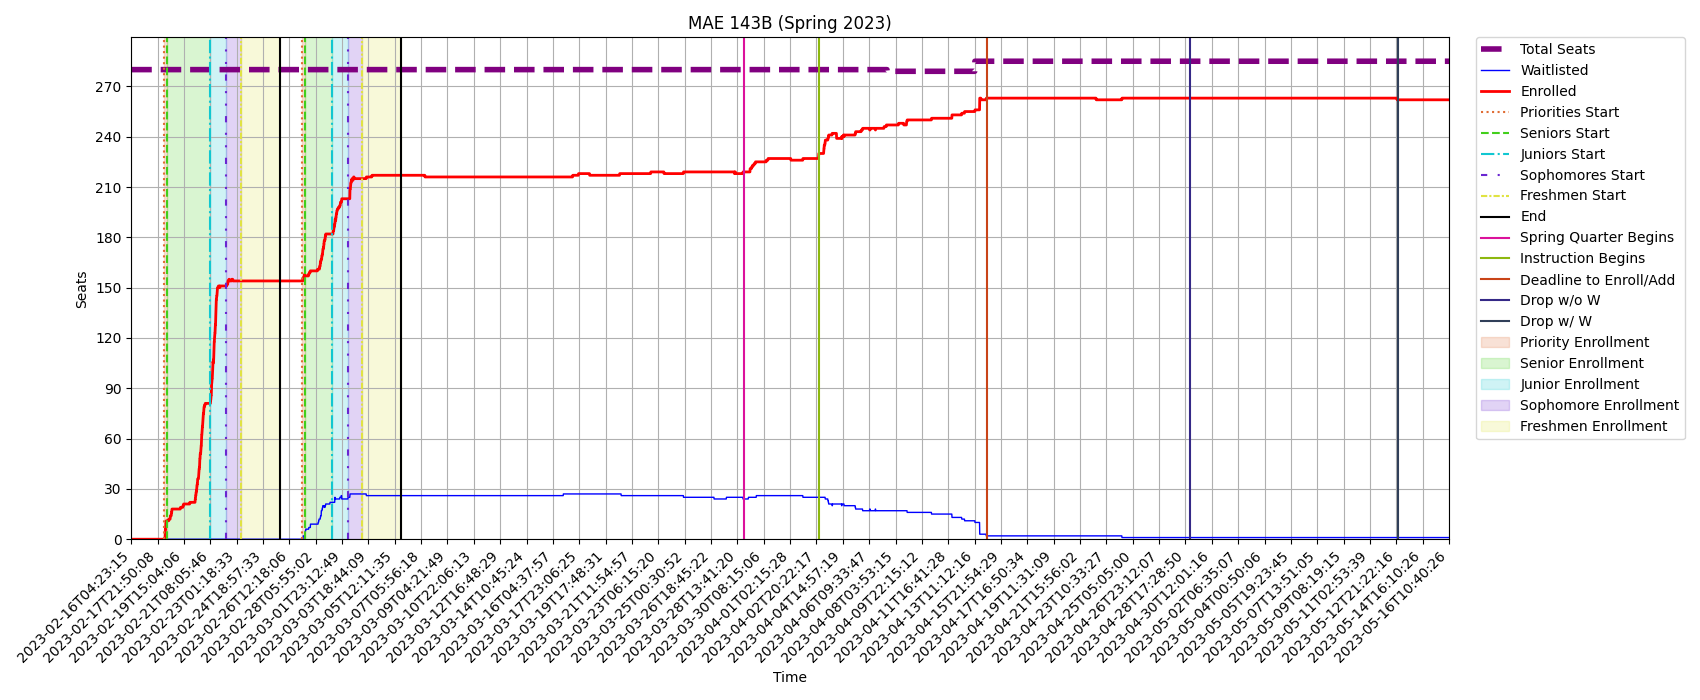 MAE 143B (Spring 2023)
Seats
270
240
210
180
150
120
90
60
30
0
2023-02-16T04:23:15
2023-02-17T21:50:08
2023-02-19T15:04:06
2023-02-21T08:05:46
2023-02-23T01:18:33
2023-02-24T18:57:33
2023-02-26T12:18:06
2023-02-28T05:55:02
2023-03-01T23:12:49
2023-03-03T18:44:09
2023-03-05T12:11:35
2023-03-07T05:56:18
2023-03-09T04:21:49
2023-03-10T22:06:13
2023-03-12T16:48:29
2023-03-14T10:45:24
2023-03-16T04:37:57
2023-03-17T23:06:25
2023-03-19T17:48:31
2023-03-21T11:54:57
2023-03-23T06:15:20
2023-03-25T00:30:52
2023-03-26T18:45:22
2023-03-28T13:41:20
2023-03-30T08:15:06
2023-04-01T02:15:28
2023-04-02T20:22:17
2023-04-04T14:57:19
2023-04-06T09:33:47
2023-04-08T03:53:15
2023-04-09T22:15:12
2023-04-11T16:41:28
2023-04-13T11:12:16
2023-04-15T21:54:29
2023-04-17T16:50:34
2023-04-19T11:31:09
2023-04-21T15:56:02
2023-04-23T10:33:27
2023-04-25T05:05:00
2023-04-26T23:12:07
2023-04-28T17:28:50
2023-04-30T12:01:16
2023-05-02T06:35:07
2023-05-04T00:50:06
2023-05-05T19:23:45
2023-05-07T13:51:05
2023-05-09T08:19:15
2023-05-11T02:53:39
2023-05-12T21:22:16
2023-05-14T16:10:26
2023-05-16T10:40:26
Time
Total Seats
Waitlisted
Enrolled
Priorities Start
Seniors Start
Juniors Start
Sophomores Start
Freshmen Start
End
Spring Quarter Begins
Instruction Begins
Deadline to Enroll/Add
Drop w/o W
Drop w/ W
Priority Enrollment
Senior Enrollment
Junior Enrollment
Sophomore Enrollment
Freshmen Enrollment